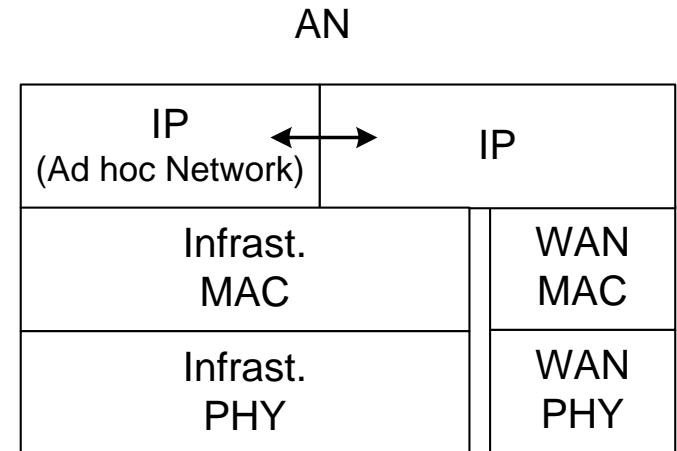 AN
IP
(Ad hoc Network)
IP
Infrast.
MAC
WAN
MAC
Infrast.
PHY
WAN
PHY